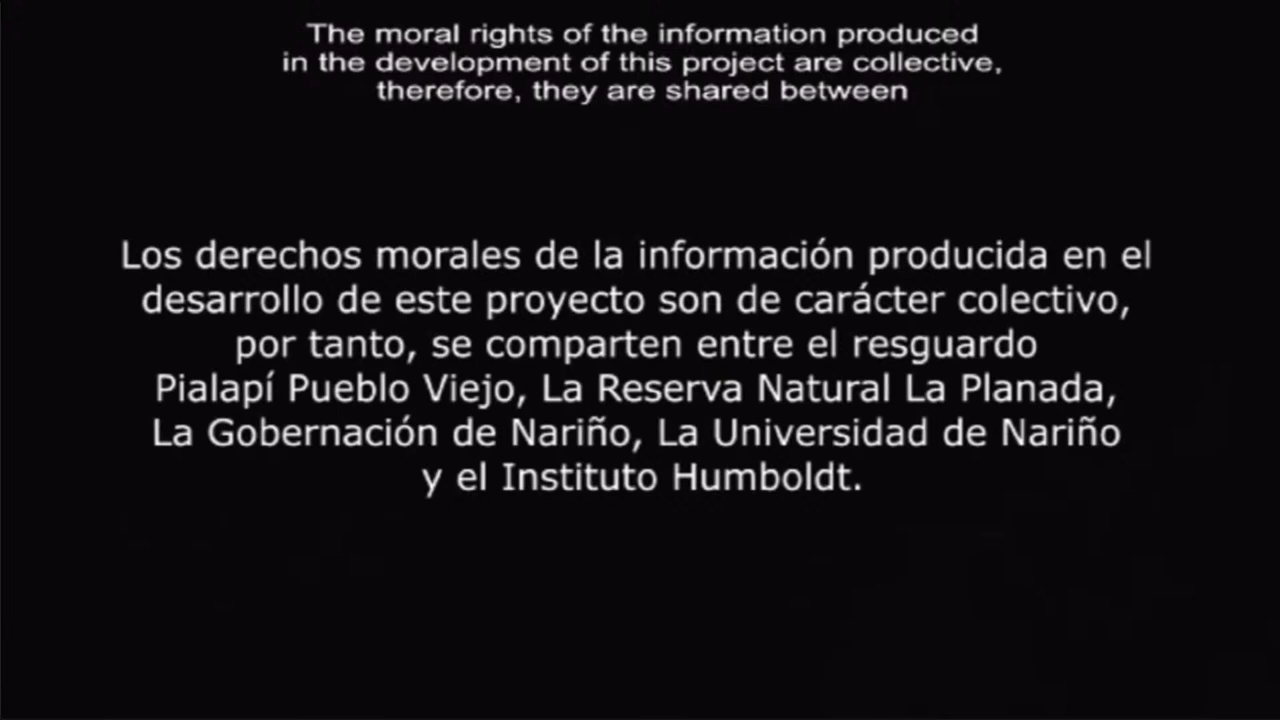 The moral rights of the information produced
in the development of this project are collective,
therefore, they are shared between
Los derechos morales de la información producida en el
desarrollo de este proyecto son de carácter colectivo,
por tanto, se comparten entre el resguardo
Pialapí Pueblo Viejo, La Reserva Natural La Planada,
La Gobernación de Nariño, La Universidad de Nariño
y el Instituto Humboldt.